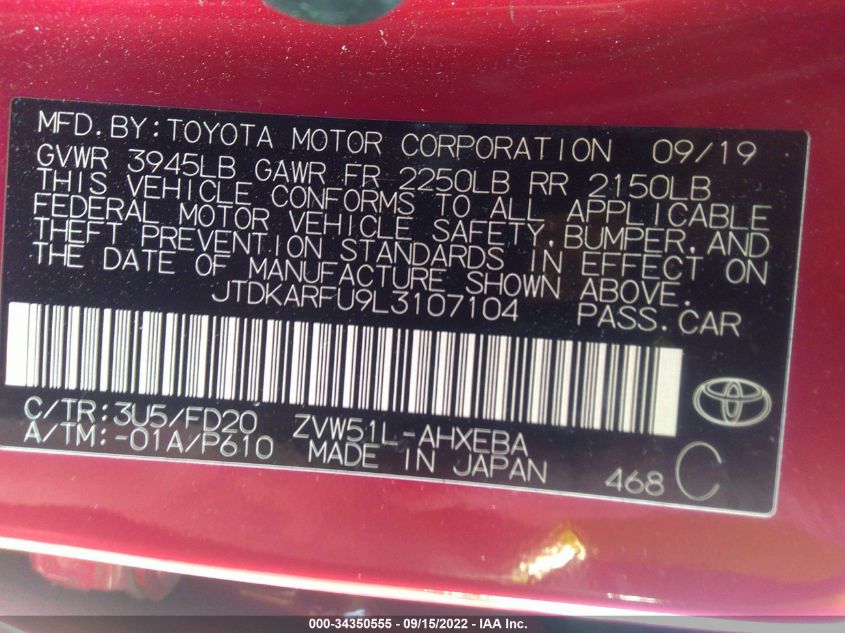 MFD.BY:TOYOTA MOTOR CORPORATION 09/19
GVWR 3945LB GAWR FR 2250LB RR 2150LB
THIS VEHICLE CONFORMS TO ALL APPLICABLE
FEDERAL MOTOR VEHICLE SAFETY,BUMPER,AND
THEFT PREVENTION STANDARDS IN EFFECT ON
THE DATE OF MANUFACTURE SHOWN ABOVE.
JTDKARFU9L3107104 PASS.CAR
C/TR:3U5/FD20 ZVW51L-AHXEBA
A/TM:-01A/P610 MADE IN JAPAN 468 C
000-34350555 - 09/15/2022 - IAA Inc.